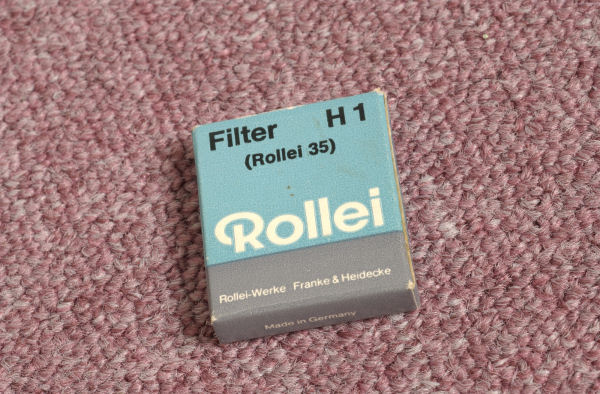 Filter H 1
(Rollei 35)
Rollei
Rollei-Werke Franke & Heidecke
Made in Germany